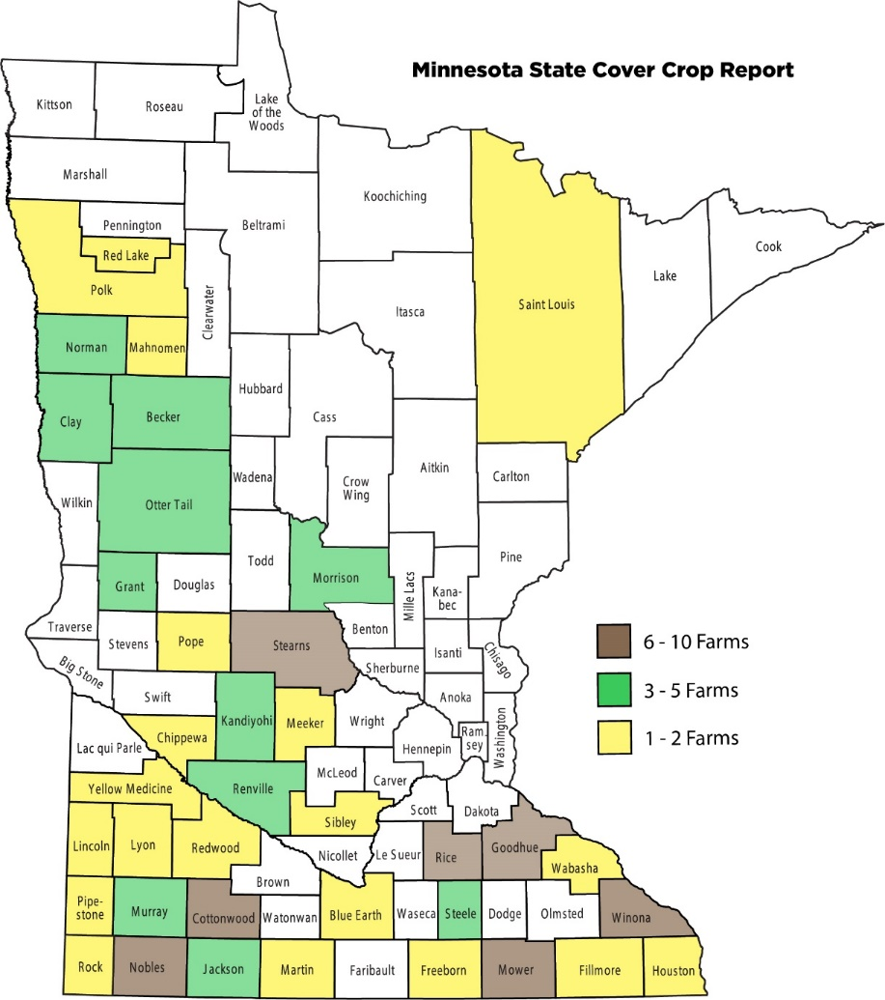 Minnesota State Cover Crop Report
Kittson
Roseau
Lake
of the
Woods
Marshall
Koochiching
Pennington
Beltrami
Red Lake
Cook
Lake
Polk
Clearwater
Itasca
Saint Louis
Norman
Mahnomen
Hubbard
Cass
Clay
Becker
Aitkin
Wadena
Crow
Wing
Carlton
Wilkin
Otter Tail
Todd
Pine
Grant
Douglas
Morrison
Mille Lacs
Kana-
bec
Traverse
Stevens
Pope
Stearns
Benton
Isanti
Chisago
6 - 10 Farms
Big Stone
Sherburne
Swift
Anoka
3 - 5 Farms
Kandiyohi
Meeker
Wright
Washington
Chippewa
Ram-
sey
1 - 2 Farms
Lac qui Parle
Hennepin
McLeod
Carver
Yellow Medicine
Renville
Scott
Dakota
Sibley
Lincoln
Lyon
Redwood
Nicollet
Le Sueur
Rice
Goodhue
Wabasha
Brown
Pipe-
stone
Murray
Cottonwood
Watonwan
Blue Earth
Waseca
Steele
Dodge
Olmsted
Winona
Rock
Nobles
Jackson
Martin
Faribault
Freeborn
Mower
Fillmore
Houston